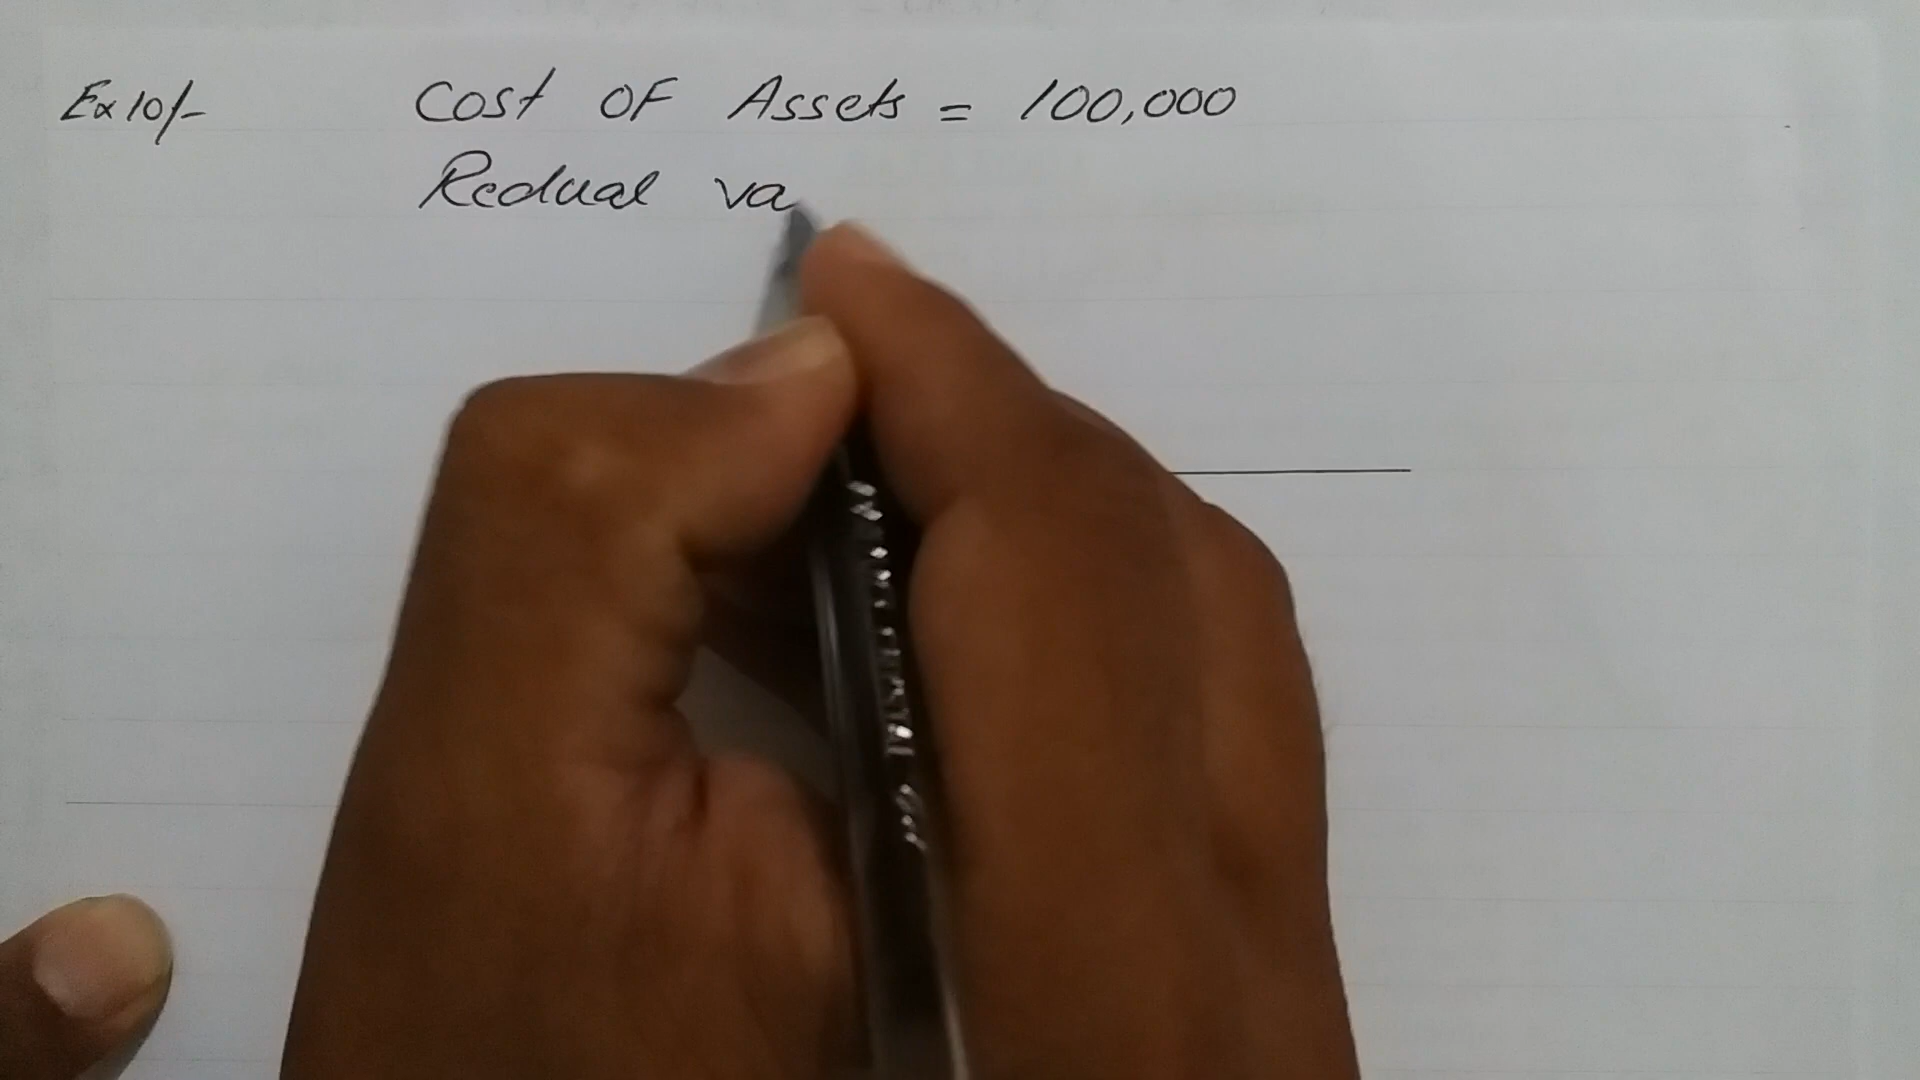 Ex 10/- Cost OF Assets = 100,000
Redual va